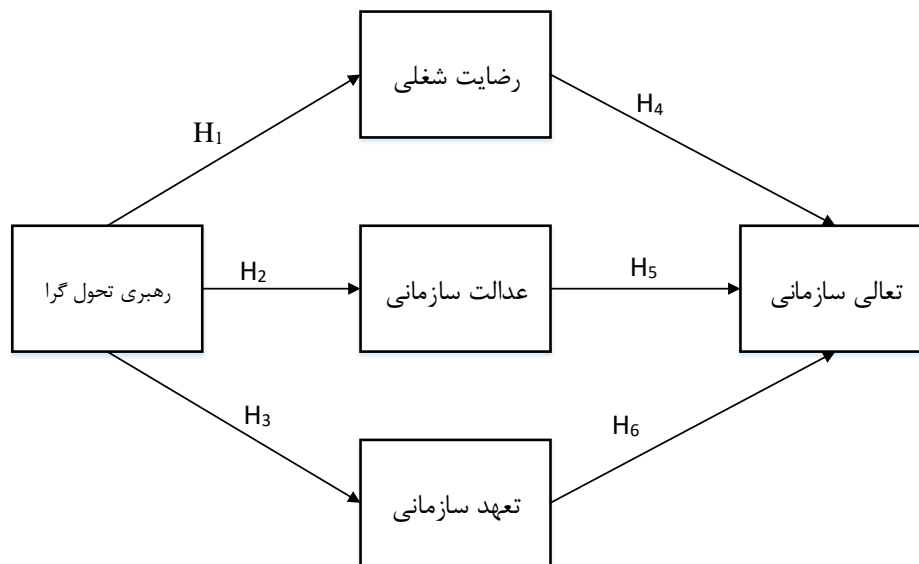 رضایت شغلی
H₁
H₄
رهبری تحول گرا
H₂
عدالت سازمانی
H₅
تعالی سازمانی
H₃
H₆
تعهد سازمانی